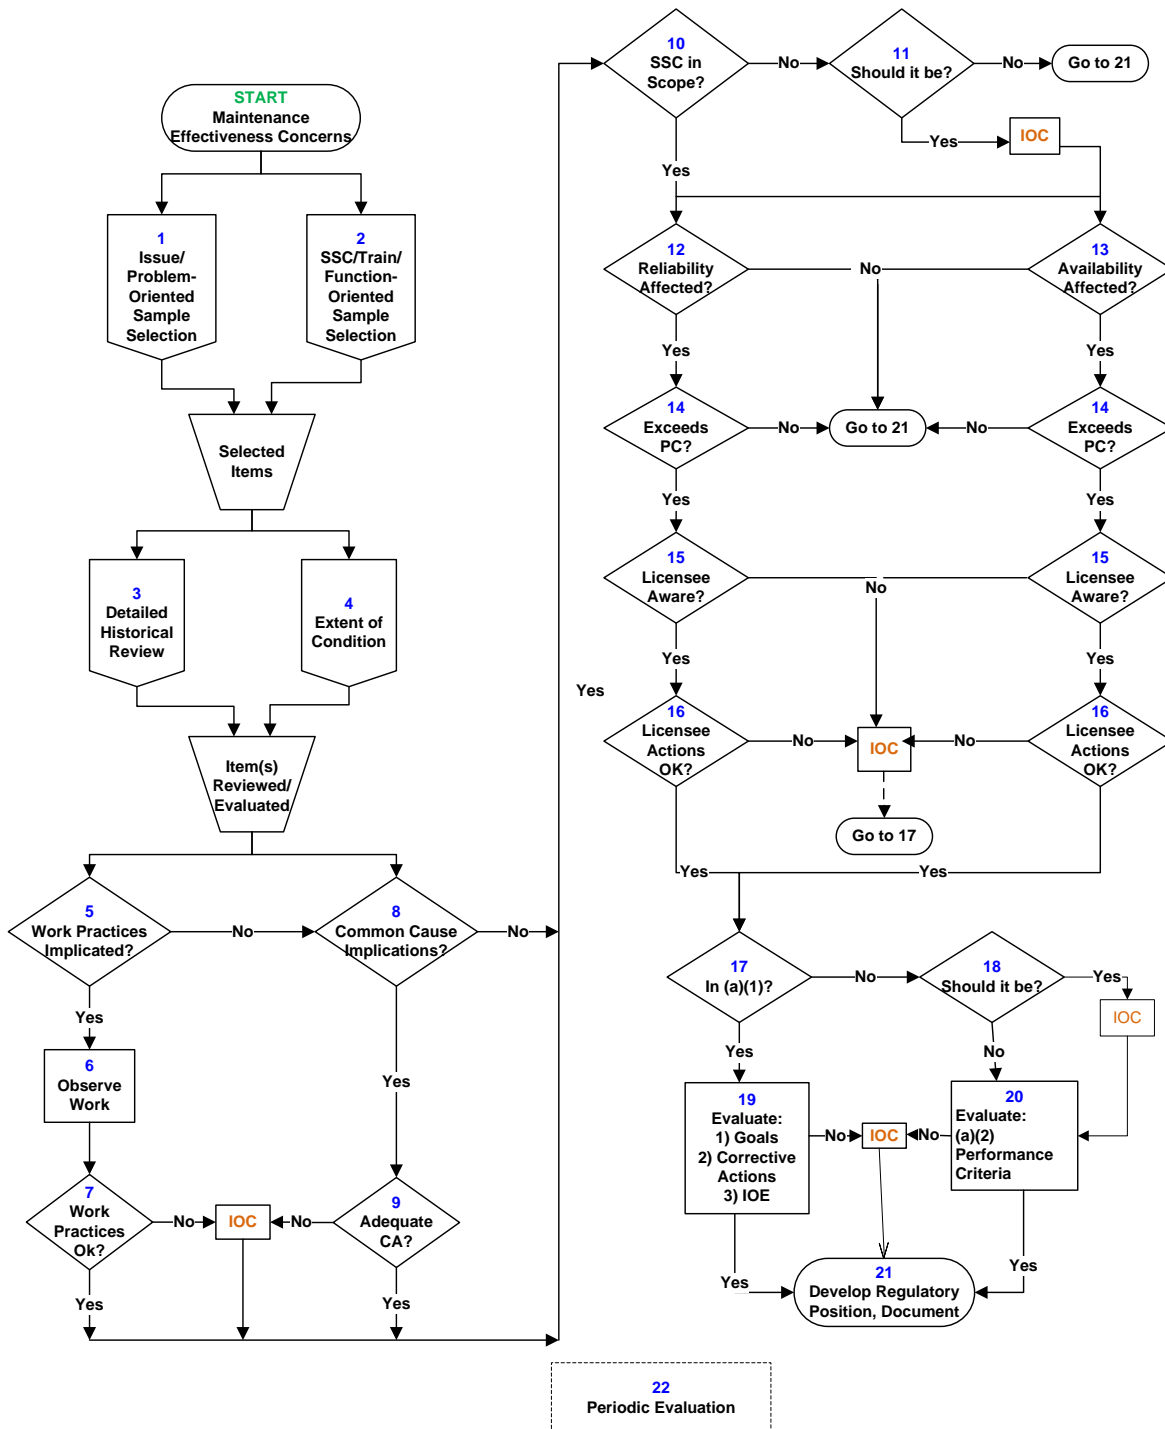 START
Maintenance
Effectiveness Concerns
1
Issue/
Problem-
Oriented
Sample
Selection
2
SSC/Train/
Function-
Oriented
Sample
Selection
Selected
Items
3
Detailed
Historical
Review
4
Extent of
Condition
Item(s)
Reviewed/
Evaluated
5
Work Practices
Implicated?
No
8
Common Cause
Implications?
No
Yes
6
Observe
Work
Yes
7
Work
Practices
Ok?
No
IOC
No
9
Adequate
CA?
Yes
Yes
10
SSC in
Scope?
No
11
Should it be?
No
Go to 21
Yes
IOC
Yes
12
Reliability
Affected?
No
13
Availability
Affected?
Yes
Yes
14
Exceeds
PC?
No
Go to 21
No
14
Exceeds
PC?
Yes
Yes
15
Licensee
Aware?
No
15
Licensee
Aware?
Yes
Yes
Yes
16
Licensee
Actions
OK?
No
IOC
No
16
Licensee
Actions
OK?
Go to 17
Yes
Yes
17
In (a)(1)?
No
18
Should it be?
Yes
IOC
Yes
No
19
Evaluate:
1) Goals
2) Corrective
Actions
3) IOE
No
IOC
No
20
Evaluate:
(a)(2)
Performance
Criteria
Yes
Yes
21
Develop Regulatory
Position, Document
22
Periodic Evaluation